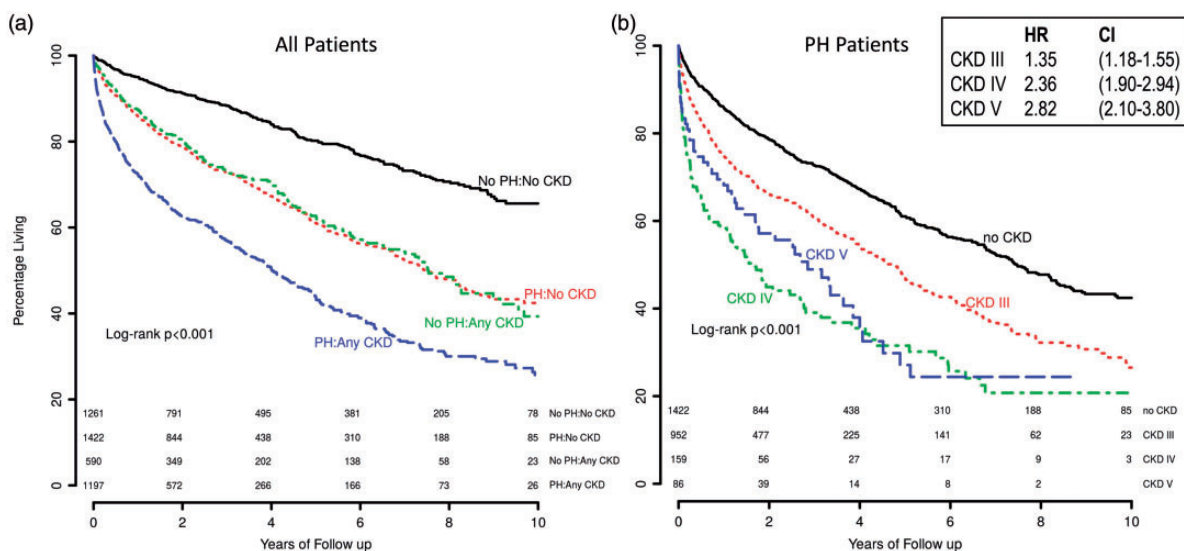 (a)
All Patients
Percentage Living
100
80
60
40
20
0
No PH:No CKD
PH:No CKD
No PH:Any CKD
PH:Any CKD
Log-rank p<0.001
1261 791 495 381 205 78 No PH:No CKD
1422 844 438 310 188 85 PH:No CKD
590 349 202 138 58 23 No PH:Any CKD
1197 572 266 166 73 26 PH:Any CKD
0 2 4 6 8 10
Years of Follow up
(b)
PH Patients
HR CI
CKD III 1.35 (1.18-1.55)
CKD IV 2.36 (1.90-2.94)
CKD V 2.82 (2.10-3.80)
100
80
60
40
20
0
no CKD
CKD V
CKD III
CKD IV
Log-rank p<0.001
1422 844 438 310 188 85 no CKD
952 477 225 141 62 23 CKD III
159 56 27 17 9 3 CKD IV
86 39 14 8 2 CKD V
0 2 4 6 8 10
Years of Follow up